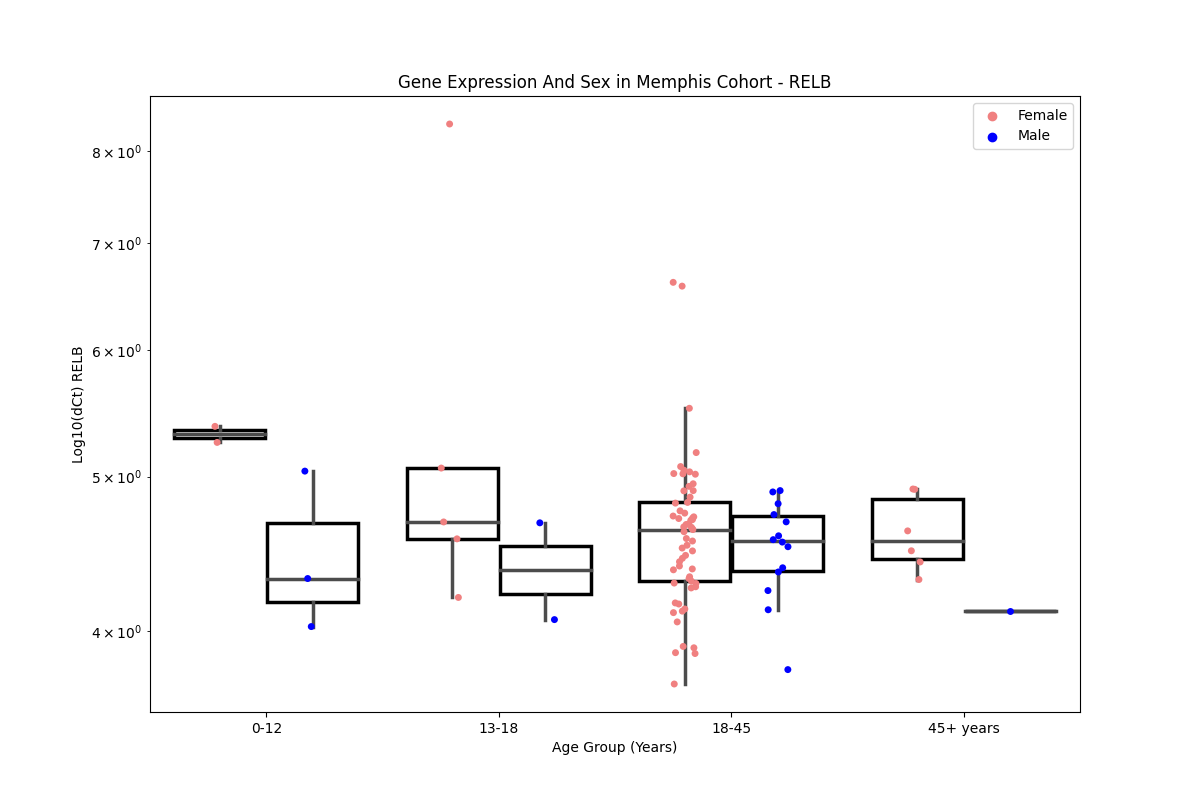 Gene Expression And Sex in Memphis Cohort - RELB
Female
Male
8 × 10⁰
7 × 10⁰
6 × 10⁰
5 × 10⁰
4 × 10⁰
Log10(dCt) RELB
0-12
13-18
18-45
45+ years
Age Group (Years)